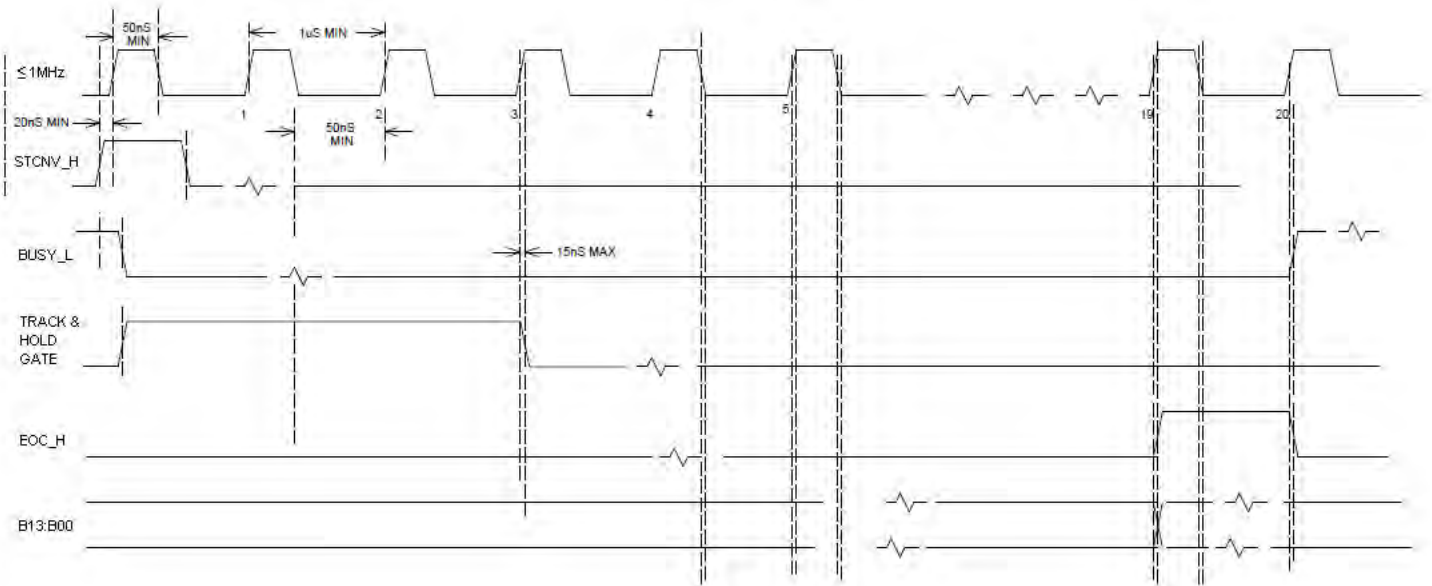 50nS
MIN
1uS MIN
≤1MHz
1
2
3
4
5
19
20
20nS MIN
50nS
MIN
STCNV_H
BUSY_L
15nS MAX
TRACK &
HOLD
GATE
EOC_H
B13:B00